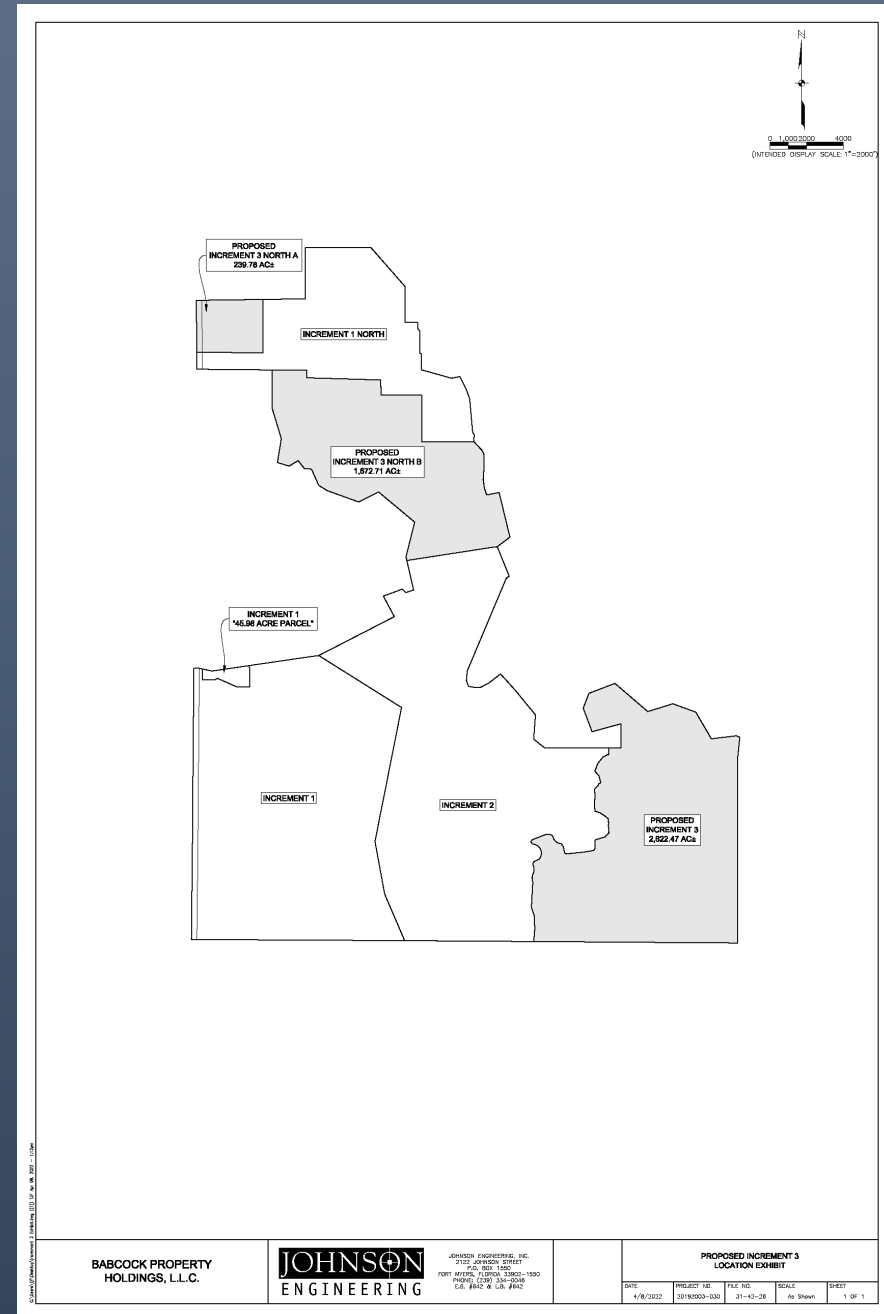 N
0 1,000 2000 4000
(INTENDED DISPLAY SCALE: 1"=2000')
PROPOSED
INCREMENT 3 NORTH A
239.78 AC±
INCREMENT 1 NORTH
PROPOSED
INCREMENT 3 NORTH B
1,672.71 AC±
INCREMENT 1
"45.98 ACRE PARCEL"
INCREMENT 1
INCREMENT 2
PROPOSED
INCREMENT 3
2,622.47 AC±
BABCOCK PROPERTY
HOLDINGS, L.L.C.
JOHNSON
ENGINEERING
JOHNSON ENGINEERING, INC.
2122 JOHNSON STREET
P.O. BOX 1550
FORT MYERS, FLORIDA 33902-1550
PHONE: (239) 334-0046
E.B. #642 & L.B. #642
PROPOSED INCREMENT 3
LOCATION EXHIBIT
DATE PROJECT NO. FILE NO. SCALE SHEET
4/8/2022 20192003-030 31-42-26 As Shown 1 OF 1